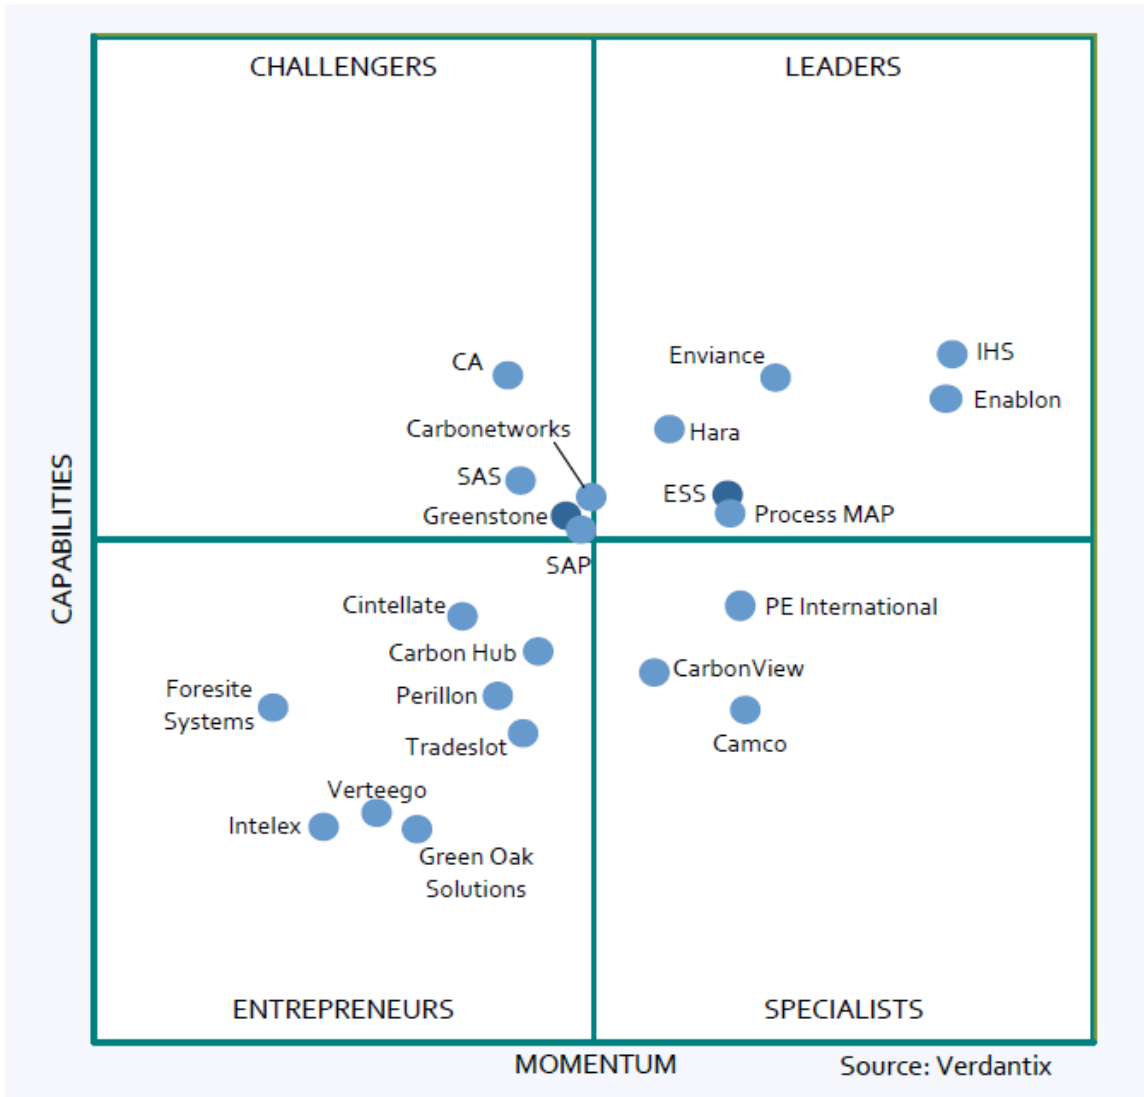 CHALLENGERS
LEADERS
CA
Enviance
IHS
Enablon
Carbonetworks
Hara
SAS
ESS
Greenstone
Process MAP
SAP
CAPABILITIES
Cintellate
PE International
Carbon Hub
CarbonView
Foresite
Systems
Perillon
Tradeslot
Camco
Verteego
Intelex
Green Oak
Solutions
ENTREPRENEURS
SPECIALISTS
MOMENTUM
Source: Verdantix